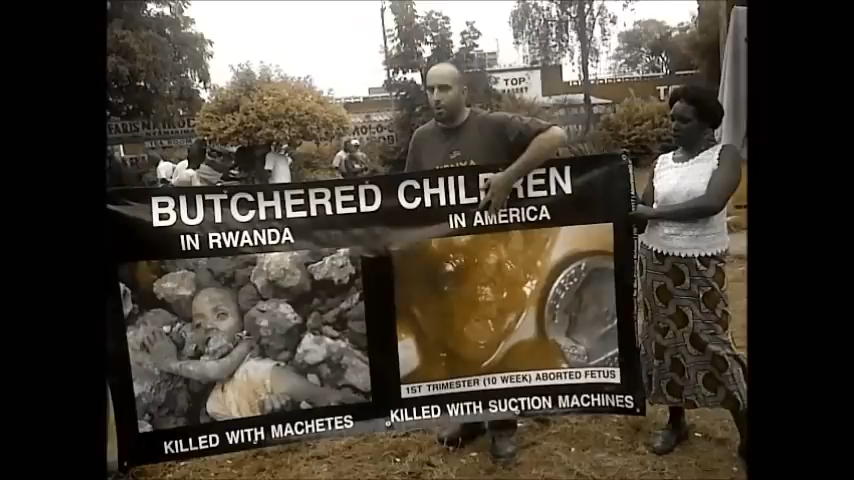 TOP
BUTCHERED CHILDREN
IN RWANDA
IN AMERICA
1ST TRIMESTER (10 WEEK) ABORTED FETUS
KILLED WITH MACHETES
KILLED WITH SUCTION MACHINES